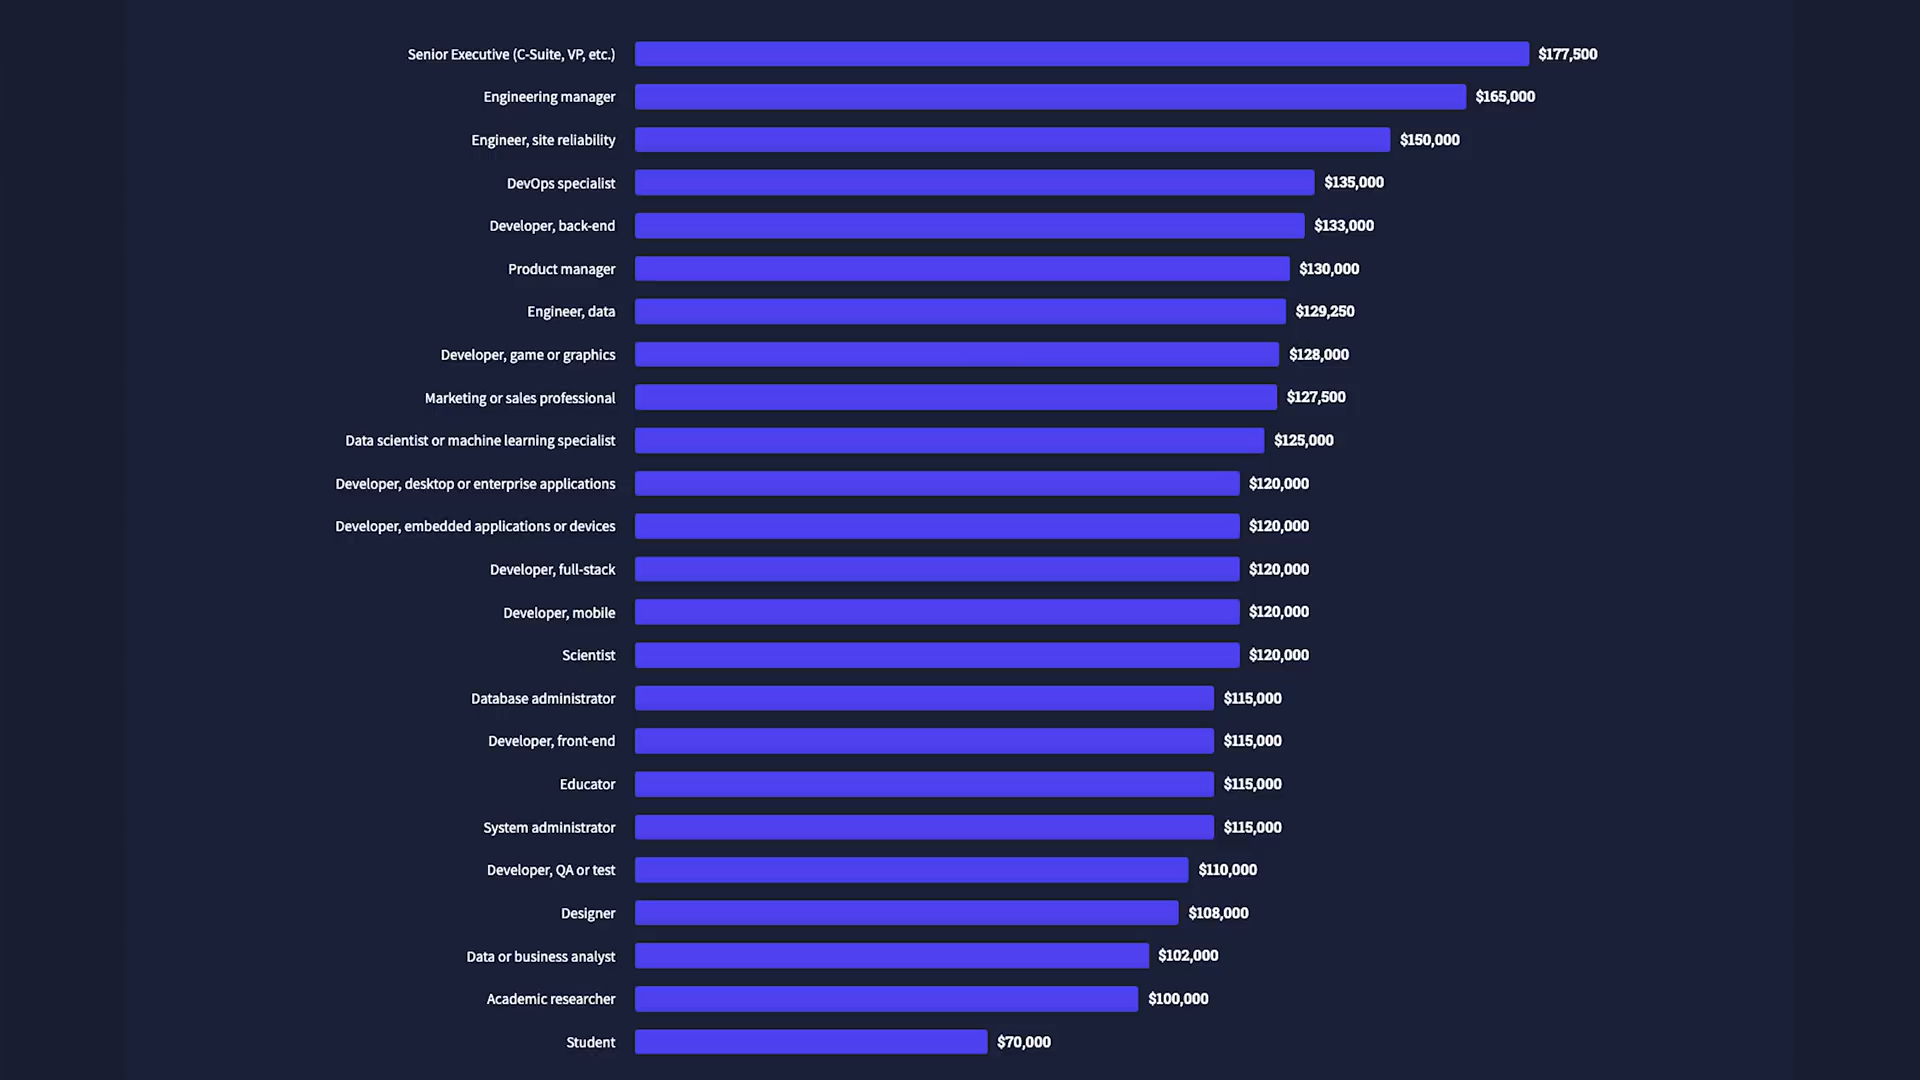 Senior Executive (C-Suite, VP, etc.) $177,500
Engineering manager $165,000
Engineer, site reliability $150,000
DevOps specialist $135,000
Developer, back-end $133,000
Product manager $130,000
Engineer, data $129,250
Developer, game or graphics $128,000
Marketing or sales professional $127,500
Data scientist or machine learning specialist $125,000
Developer, desktop or enterprise applications $120,000
Developer, embedded applications or devices $120,000
Developer, full-stack $120,000
Developer, mobile $120,000
Scientist $120,000
Database administrator $115,000
Developer, front-end $115,000
Educator $115,000
System administrator $115,000
Developer, QA or test $110,000
Designer $108,000
Data or business analyst $102,000
Academic researcher $100,000
Student $70,000